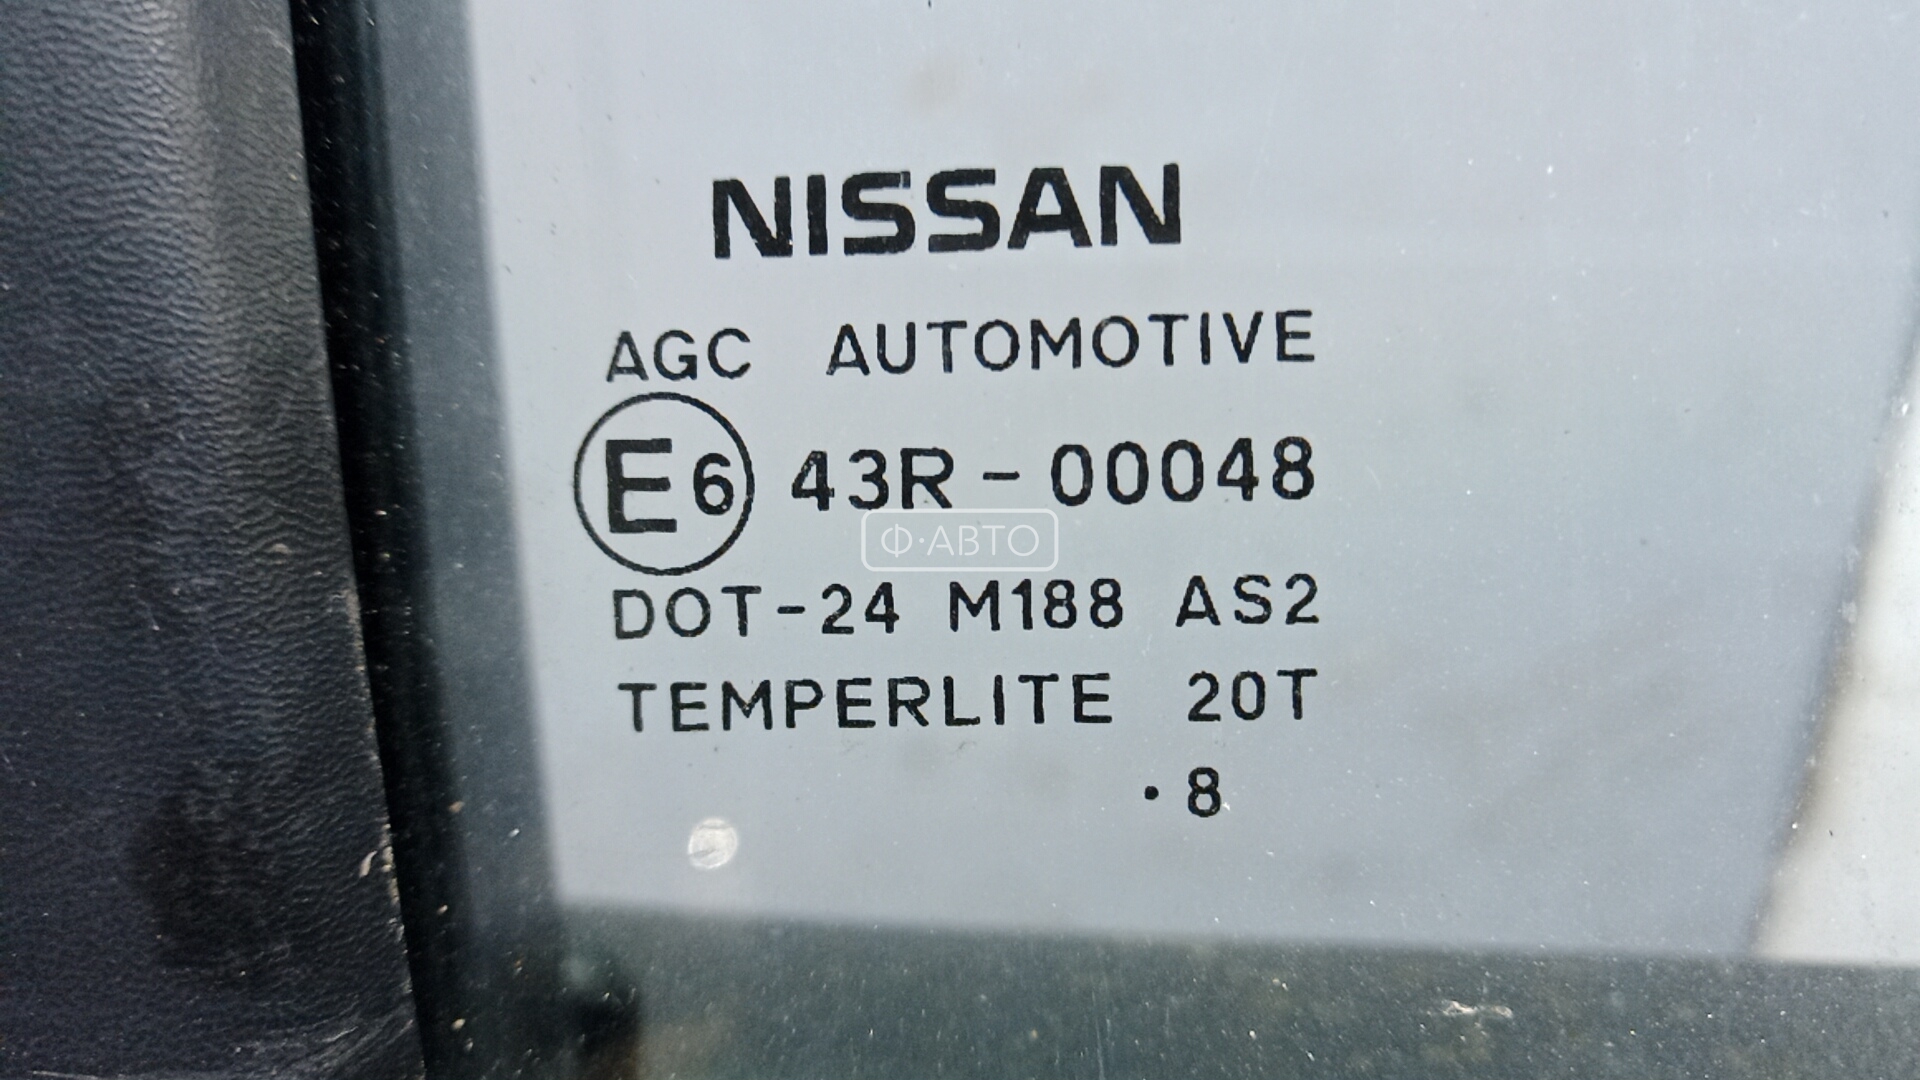 NISSAN
AGC AUTOMOTIVE
E6 43R-00048
Ф·АВТО
DOT-24 M188 AS2
TEMPERLITE 20T
·8